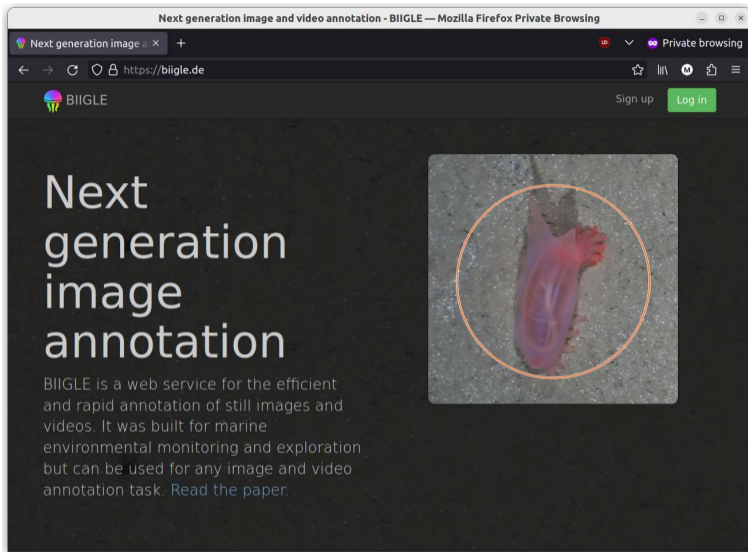 Next generation image and video annotation - BIIGLE — Mozilla Firefox Private Browsing
Next generation image a
Private browsing
https://biigle.de
BIIGLE
Sign up
Log in
Next
generation
image
annotation
BIIGLE is a web service for the efficient
and rapid annotation of still images and
videos. It was built for marine
environmental monitoring and exploration
but can be used for any image and video
annotation task. Read the paper.